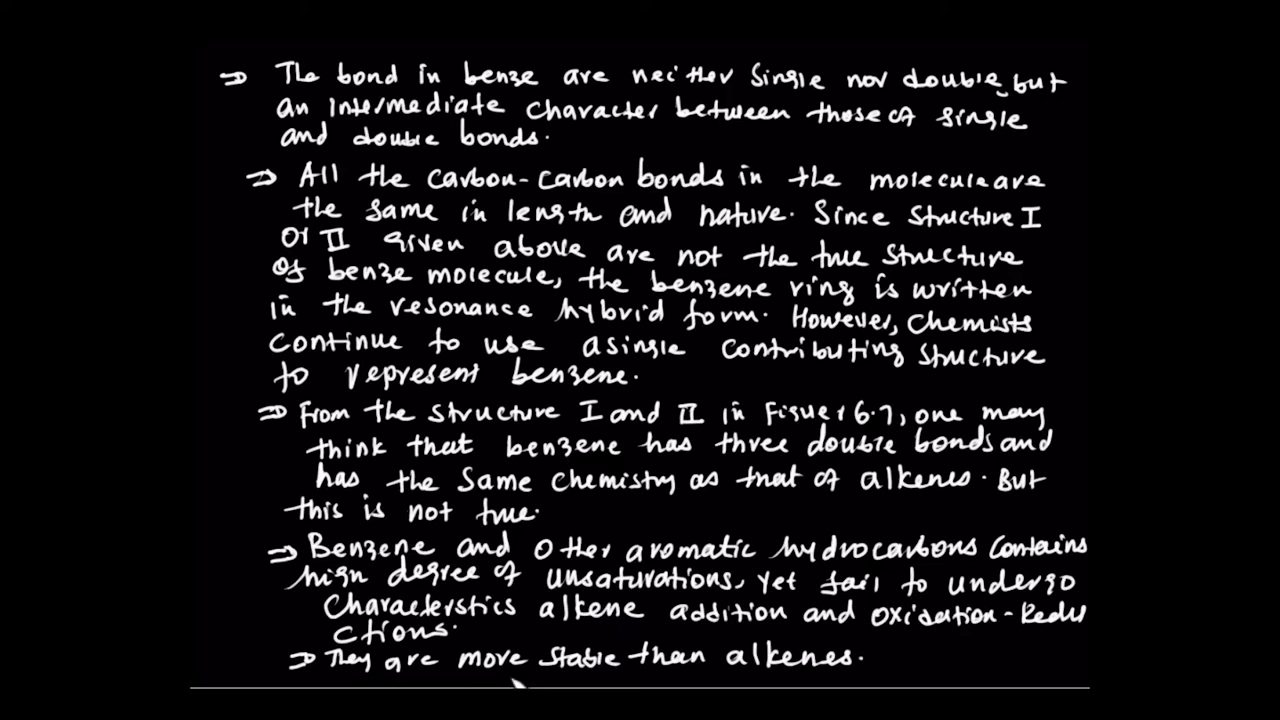 ⇒ The bond in benze are neither single nor double, but
an intermediate character between those of single
and double bonds.
⇒ All the carbon-carbon bonds in the molecule are
the same in length and nature. Since structure I
Or II given above are not the true structure
Of benze molecule, the benzene ring is written
in the resonance hybrid form. However, chemists
continue to use a single contributing structure
to represent benzene.
⇒ From the structure I and II in Figuer 6.7, one may
think that benzene has three double bonds and
has the same chemistry as that of alkenes. But
this is not true.
⇒ Benzene and Other aromatic hydrocarbons Contains
high degree of unsaturations, yet fail to undergo
Characterstics alkene addition and oxidation-Redu
ctions.
⇒ They are more stable than alkenes.